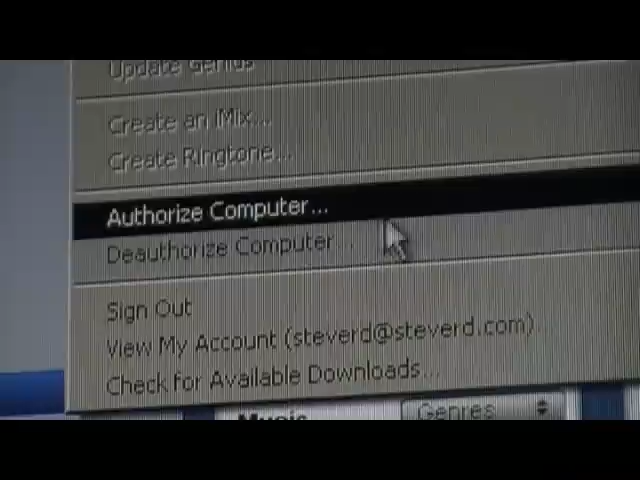 Update Genius
Create an iMix...
Create Ringtone...
Authorize Computer...
Deauthorize Computer...
Sign Out
View My Account (steverd@steverd.com)
Check for Available Downloads...
Music
Genres